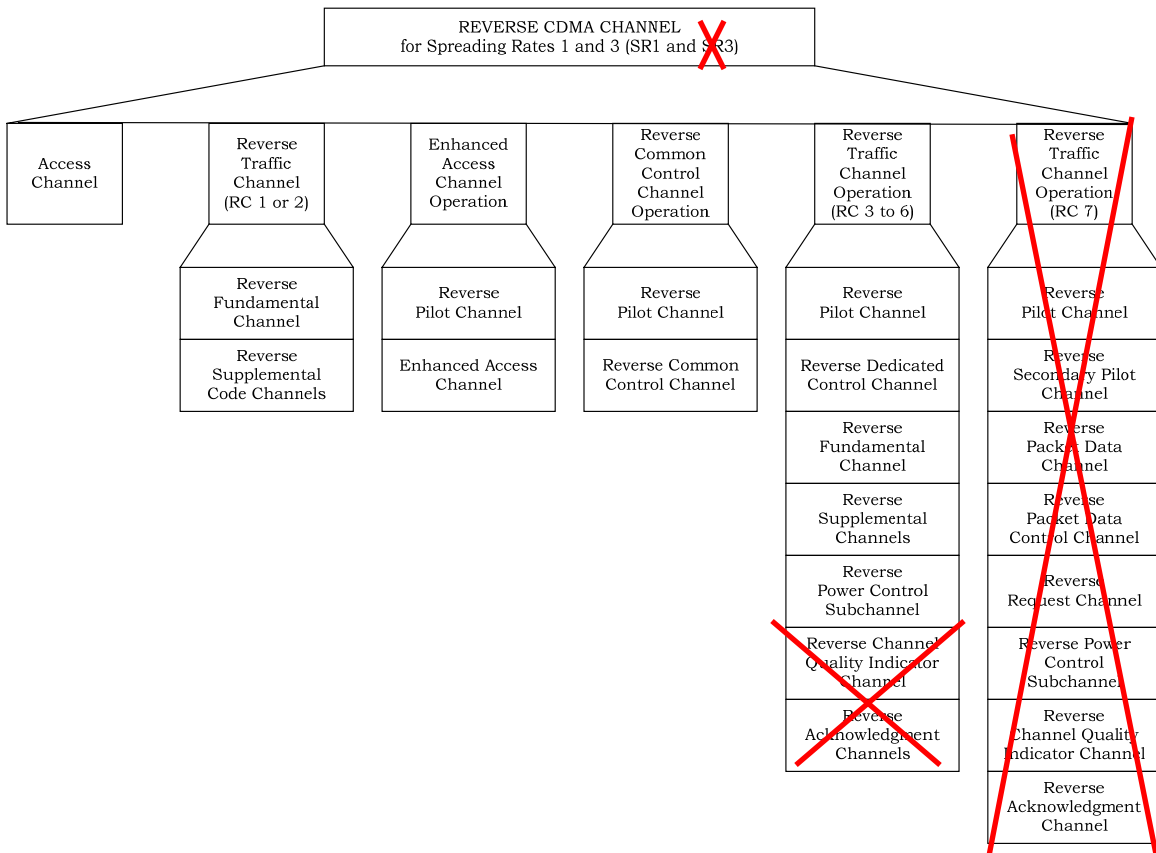 REVERSE CDMA CHANNEL
for Spreading Rates 1 and 3 (SR1 and SR3)
Access
Channel
Reverse
Traffic
Channel
(RC 1 or 2)
Enhanced
Access
Channel
Operation
Reverse
Common
Control
Channel
Operation
Reverse
Traffic
Channel
Operation
(RC 3 to 6)
Reverse
Traffic
Channel
Operation
(RC 7)
Reverse
Fundamental
Channel
Reverse
Supplemental
Code Channels
Reverse
Pilot Channel
Enhanced Access
Channel
Reverse
Pilot Channel
Reverse Common
Control Channel
Reverse
Pilot Channel
Reverse Dedicated
Control Channel
Reverse
Fundamental
Channel
Reverse
Supplemental
Channels
Reverse
Power Control
Subchannel
Reverse Channel
Quality Indicator
Channel
Reverse
Acknowledgment
Channels
Reverse
Pilot Channel
Reverse
Secondary Pilot
Channel
Reverse
Packet Data
Channel
Reverse
Packet Data
Control Channel
Reverse
Request Channel
Reverse Power
Control
Subchannel
Reverse
Channel Quality
Indicator Channel
Reverse
Acknowledgment
Channel